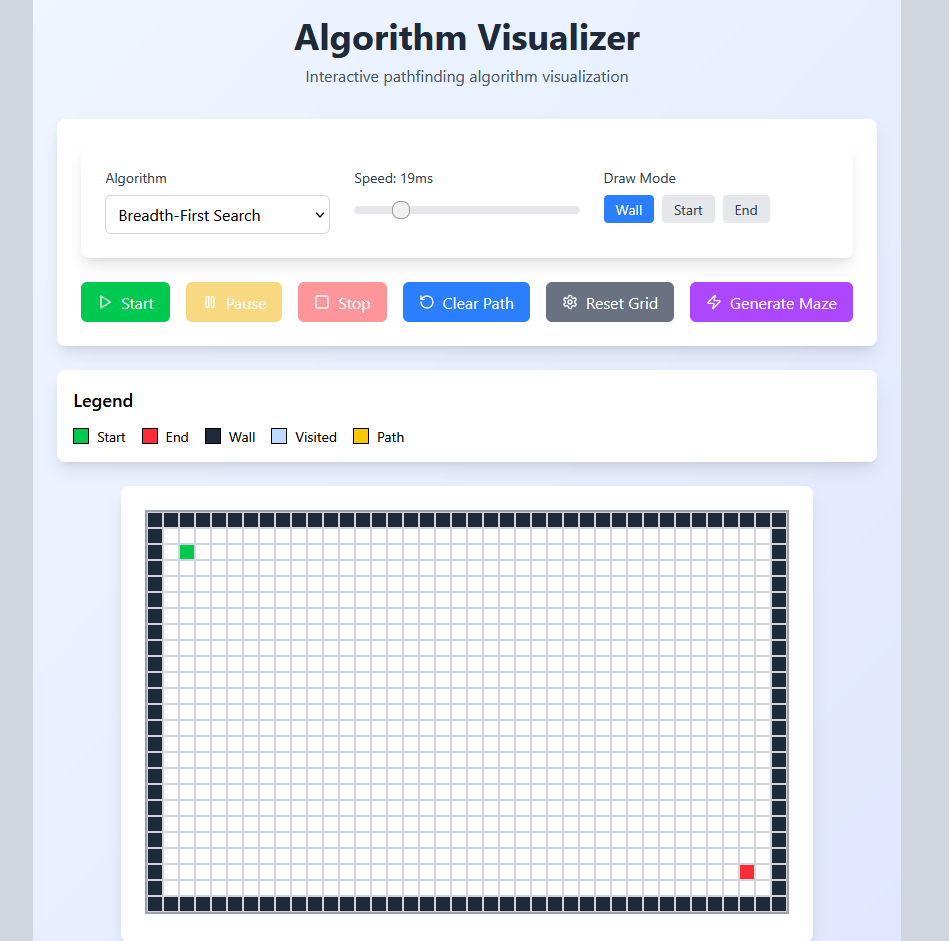 Algorithm Visualizer
Interactive pathfinding algorithm visualization
Algorithm
Breadth-First Search
Speed: 19ms
Draw Mode
Wall Start End
Start Pause Stop Clear Path Reset Grid Generate Maze
Legend
Start End Wall Visited Path